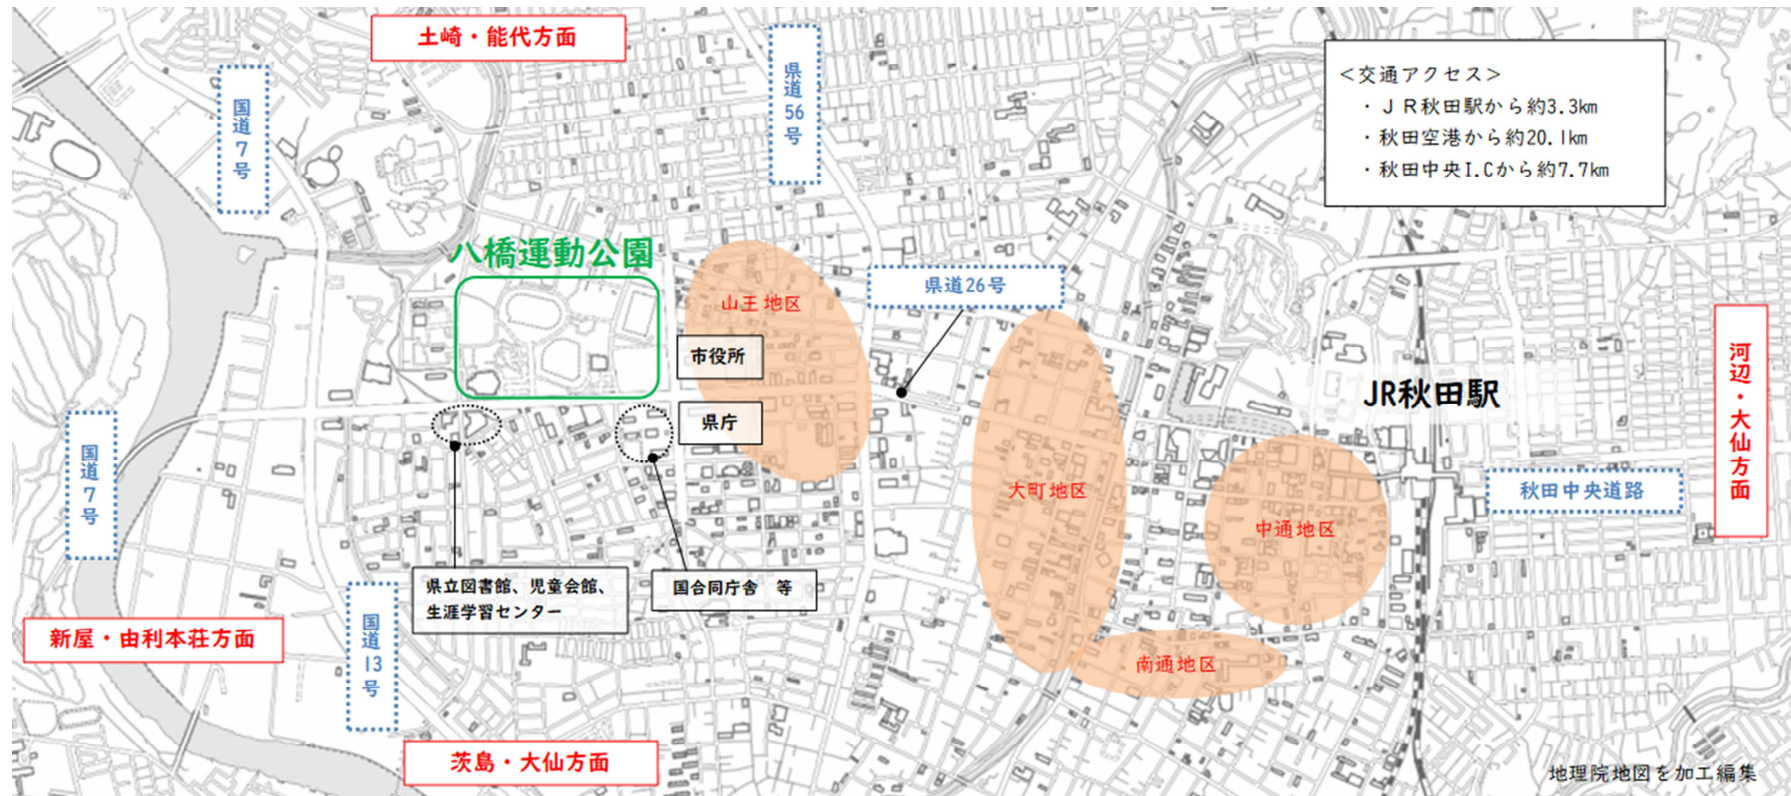 土崎・能代方面
国道7号
県道56号
＜交通アクセス＞
・ＪＲ秋田駅から約3.3km
・秋田空港から約20.1km
・秋田中央I.Cから約7.7km
八橋運動公園
山王地区
県道26号
市役所
県庁
JR秋田駅
河辺・大仙方面
国道7号
大町地区
秋田中央道路
中通地区
県立図書館、児童会館、
生涯学習センター
国合同庁舎　等
新屋・由利本荘方面
国道13号
南通地区
茨島・大仙方面
地理院地図を加工編集